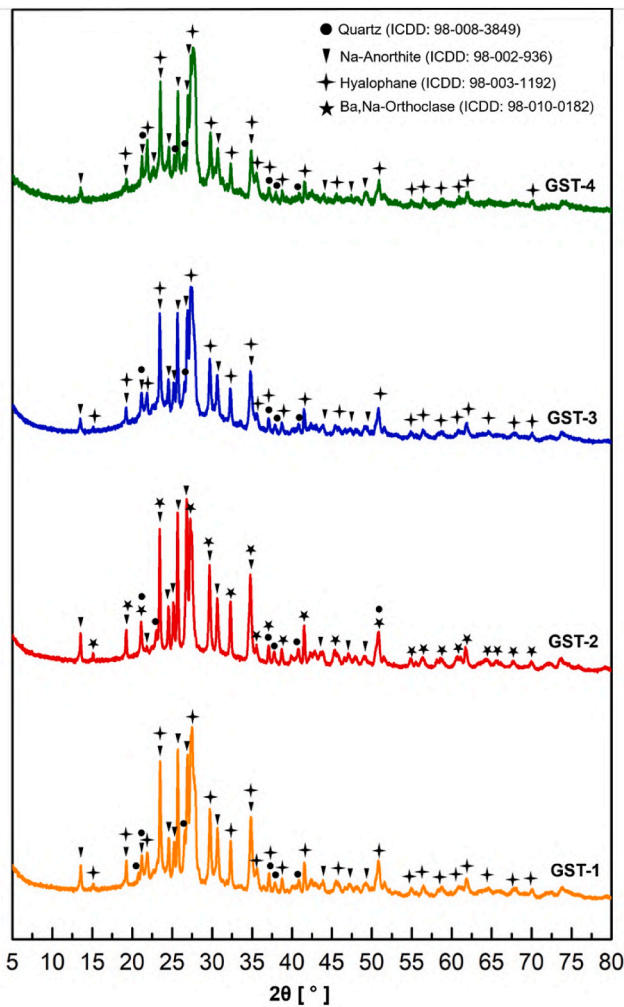 Quartz (ICDD: 98-008-3849)
Na-Anorthite (ICDD: 98-002-936)
Hyalophane (ICDD: 98-003-1192)
Ba,Na-Orthoclase (ICDD: 98-010-0182)
GST-4
GST-3
GST-2
GST-1
5 10 15 20 25 30 35 40 45 50 55 60 65 70 75 80
2θ [ ° ]